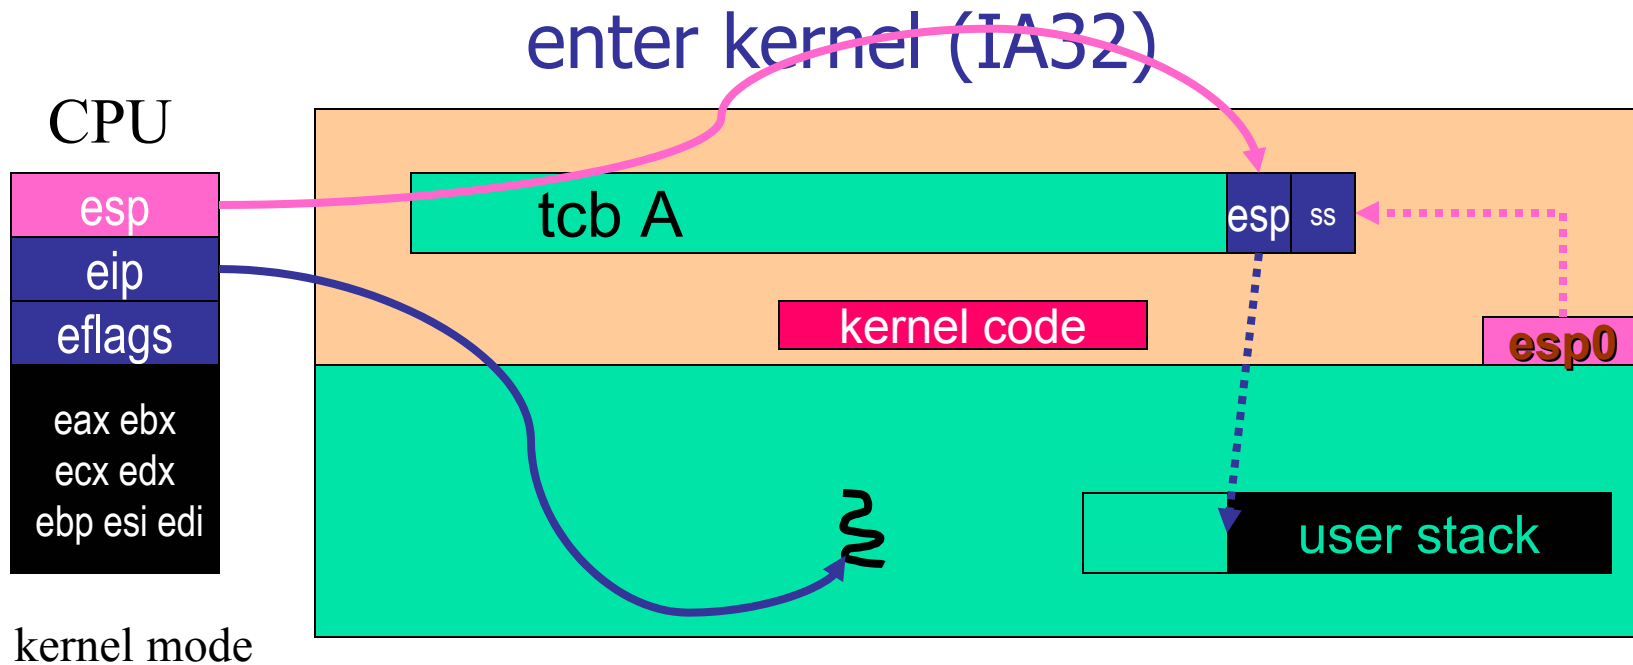 enter kernel (IA32)
CPU
esp
eip
eflags
eax ebx
ecx edx
ebp esi edi
kernel mode
tcb A
esp
ss
kernel code
esp0
user stack